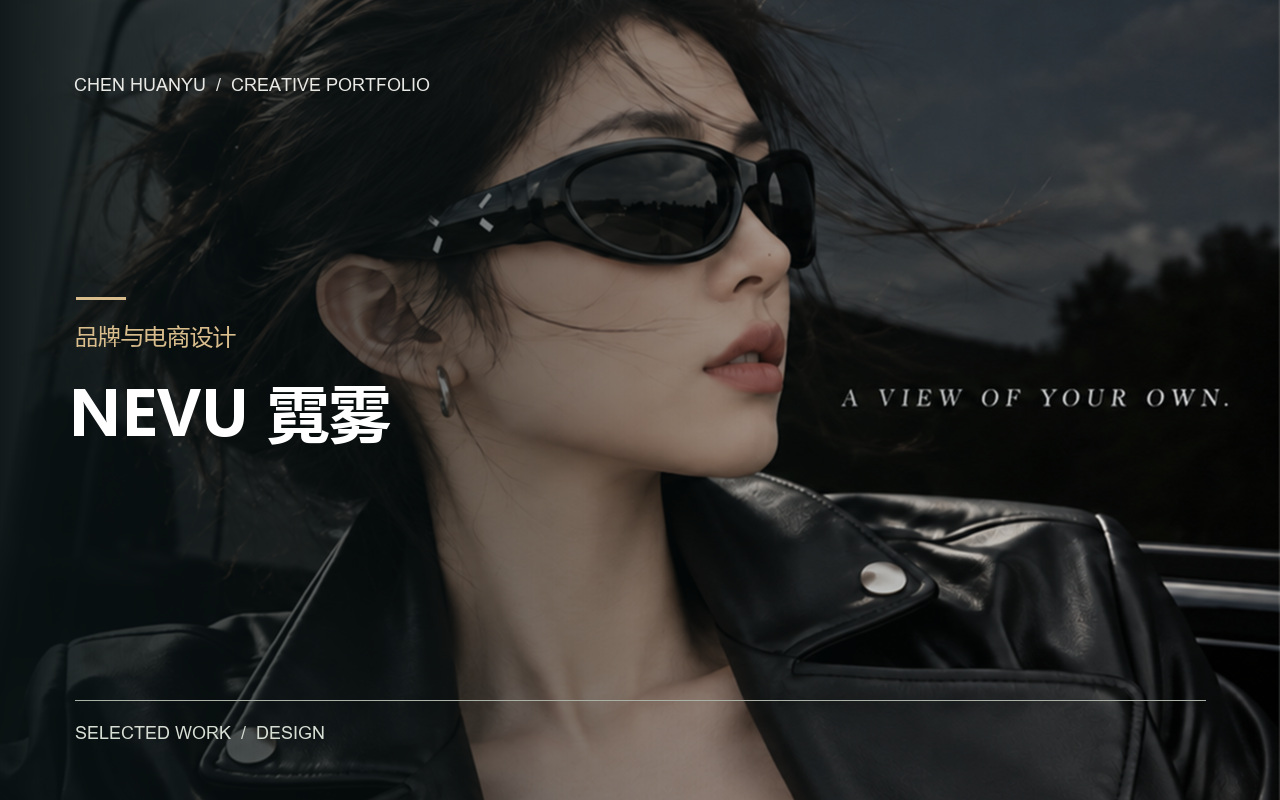 CHEN HUANYU / CREATIVE PORTFOLIO
品牌与电商设计
NEVU 霓雾
A VIEW OF YOUR OWN.
SELECTED WORK / DESIGN